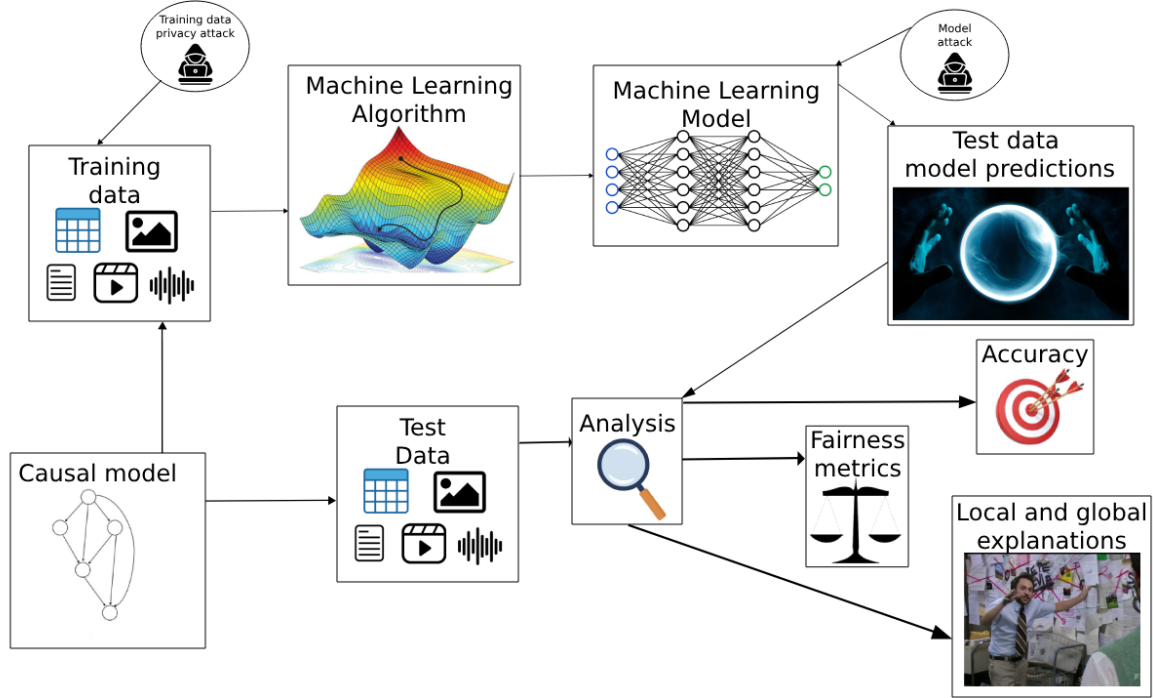 Training data
privacy attack
Model
attack
Machine Learning
Algorithm
Machine Learning
Model
Test data
model predictions
Training
data
Accuracy
Analysis
Test
Data
Fairness
metrics
Causal model
Local and global
explanations